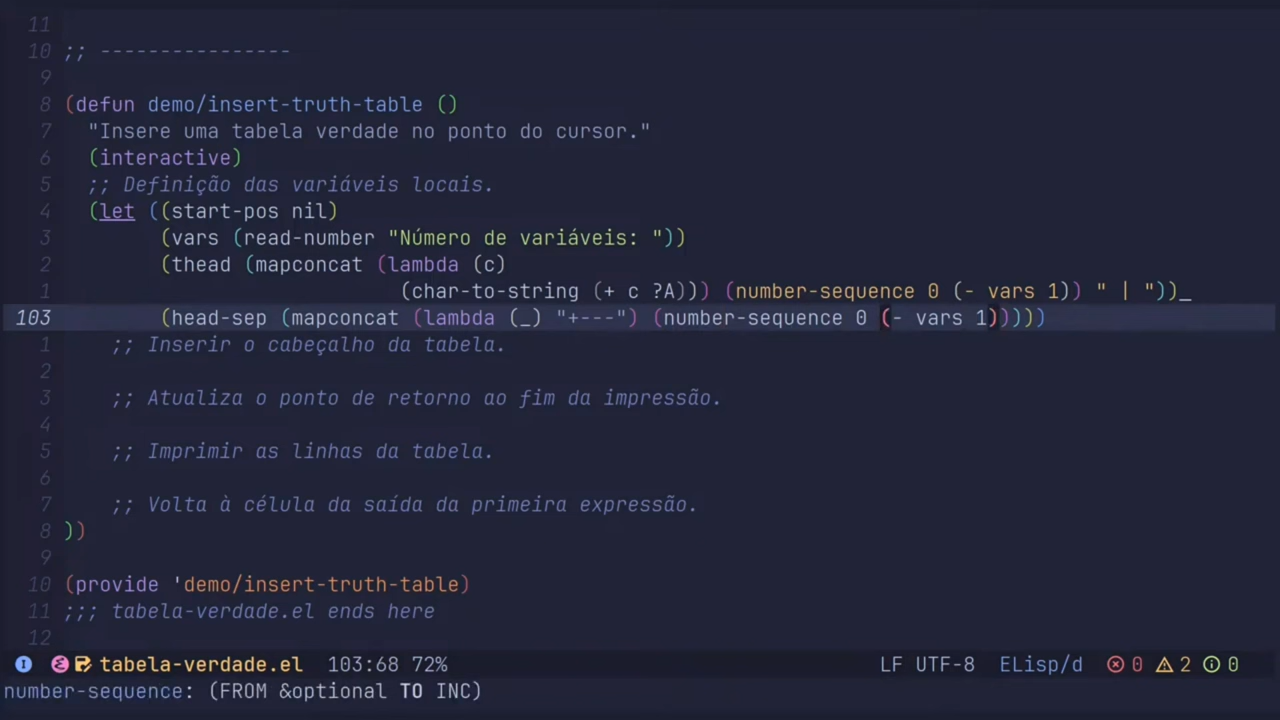 11
10 ;; ----------------
9
8 (defun demo/insert-truth-table ()
7 "Insere uma tabela verdade no ponto do cursor."
6 (interactive)
5 ;; Definição das variáveis locais.
4 (let ((start-pos nil)
3 (vars (read-number "Número de variáveis: "))
2 (thead (mapconcat (lambda (c)
1 (char-to-string (+ c ?A))) (number-sequence 0 (- vars 1)) " | "))_
103 (head-sep (mapconcat (lambda (_) "+---") (number-sequence 0 (- vars 1)))))
1 ;; Inserir o cabeçalho da tabela.
2
3 ;; Atualiza o ponto de retorno ao fim da impressão.
4
5 ;; Imprimir as linhas da tabela.
6
7 ;; Volta à célula da saída da primeira expressão.
8 ))
9
10 (provide 'demo/insert-truth-table)
11 ;;; tabela-verdade.el ends here
12
I tabela-verdade.el 103:68 72% LF UTF-8 ELisp/d 0 2 0
number-sequence: (FROM &optional TO INC)